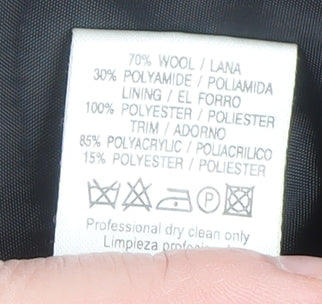 70% WOOL / LANA
30% POLYAMIDE / POLIAMIDA
LINING / EL FORRO
100% POLYESTER / POLIESTER
TRIM / ADORNO
85% POLYACRYLIC / POLIACRILICO
15% POLYESTER / POLIESTER
P
Professional dry clean only
Limpieza